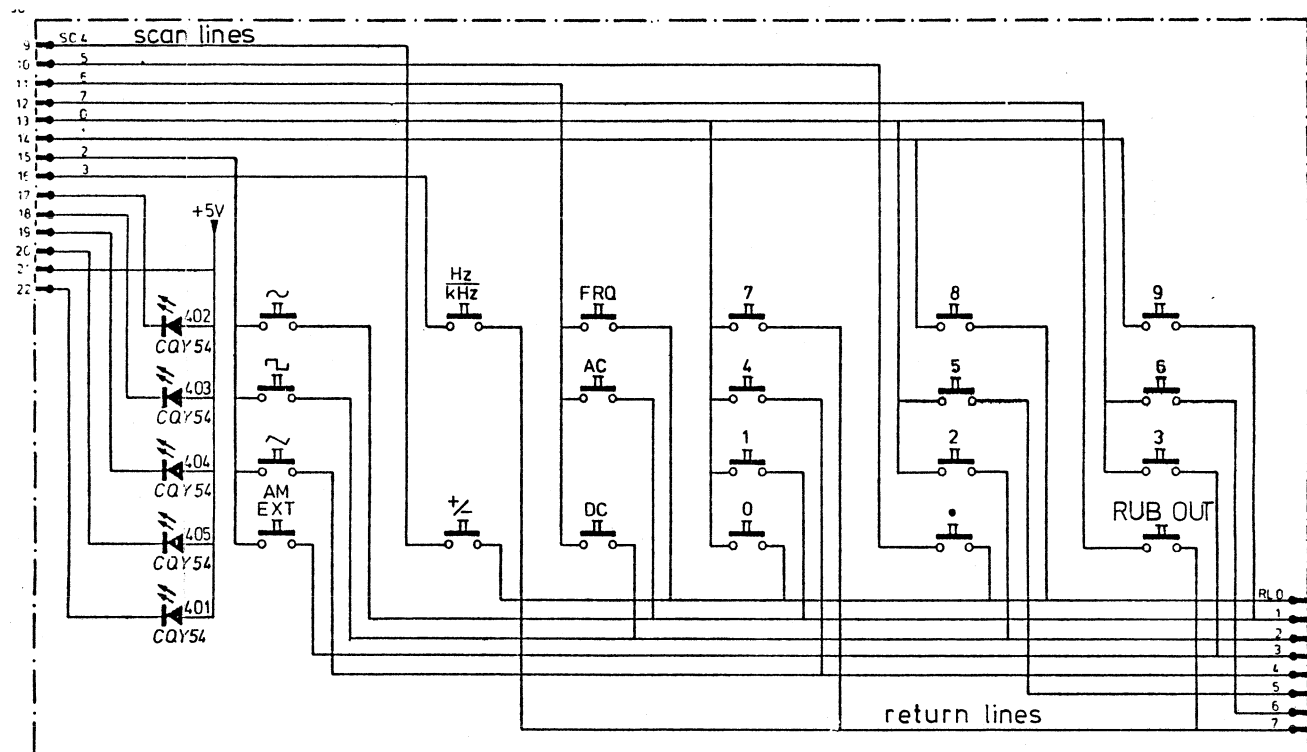 scan lines
9 SC 4
10 5
11 6
12 7
13 0
14
15 2
16 3
17
18
19
20
21
22
+5V
Hz
kHz
FRQ
7
8
9
402
CQY54
AC
4
5
6
403
CQY54
1
2
3
404
CQY54
AM
EXT
+/-
DC
0
•
RUB OUT
405
CQY54
401
CQY54
RL 0
1
2
3
4
5
6
7
return lines